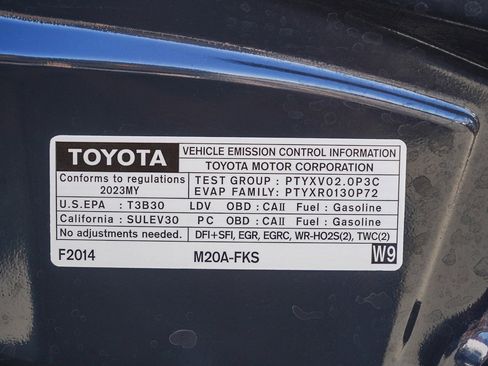 TOYOTA
VEHICLE EMISSION CONTROL INFORMATION
TOYOTA MOTOR CORPORATION
Conforms to regulations
2023MY
TEST GROUP : PTYXV02.0P3C
EVAP FAMILY: PTYXR0130P72
U.S.EPA : T3B30 LDV OBD : CAII Fuel : Gasoline
California : SULEV30 PC OBD : CAII Fuel : Gasoline
No adjustments needed. DFI+SFI, EGR, EGRC, WR-HO2S(2), TWC(2)
F2014 M20A-FKS W9